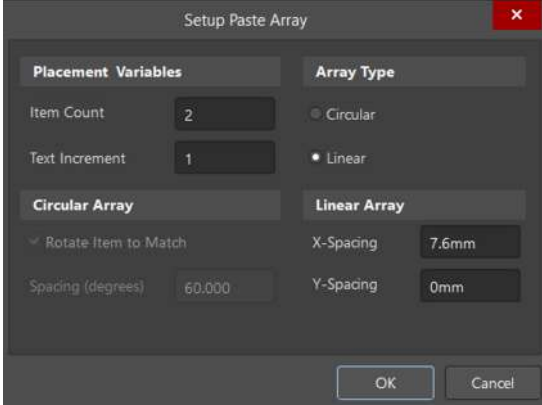 Setup Paste Array
Placement Variables
Item Count 2
Text Increment 1
Array Type
Circular
Linear
Circular Array
Rotate Item to Match
Spacing (degrees) 60.000
Linear Array
X-Spacing 7.6mm
Y-Spacing 0mm
OK Cancel